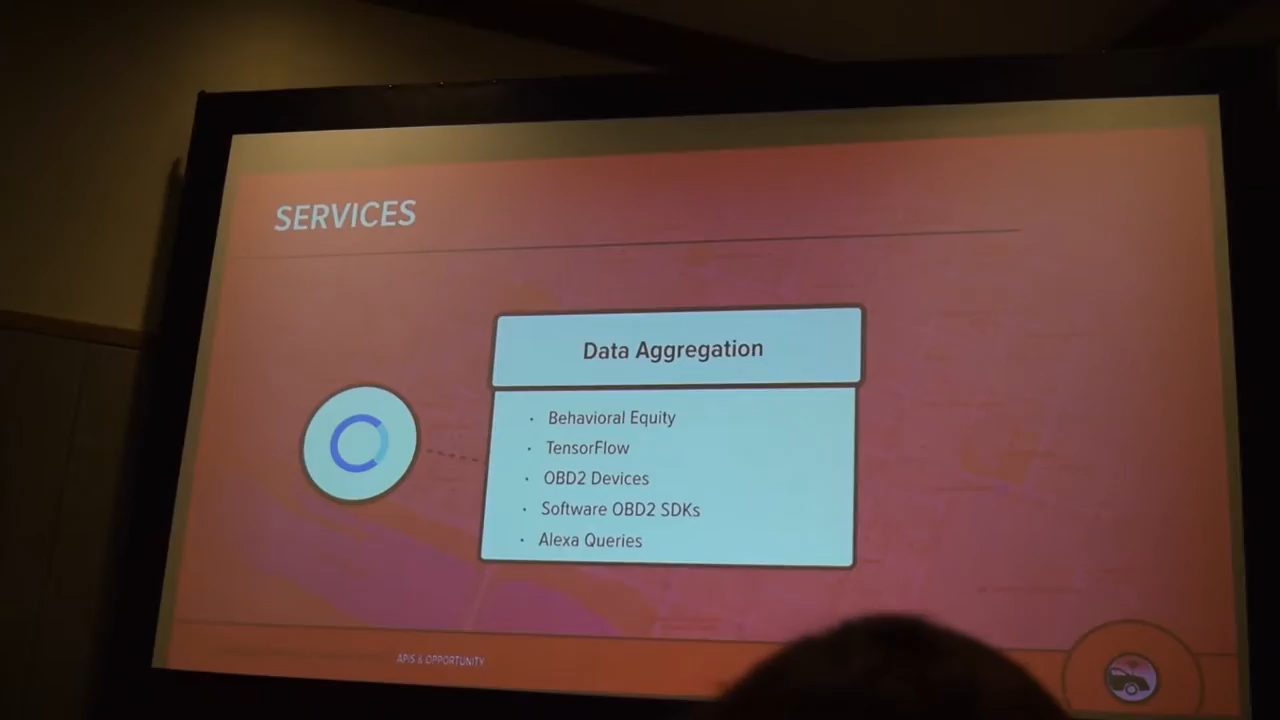 SERVICES
Data Aggregation
· Behavioral Equity
· TensorFlow
· OBD2 Devices
· Software OBD2 SDKs
· Alexa Queries
APIS & OPPORTUNITY